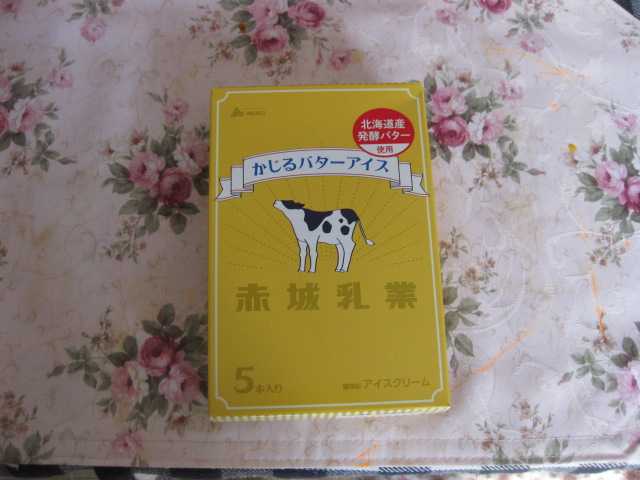 北海道産
発酵バター
使用
かじるバターアイス
赤城乳業
5本入り
アイスクリーム